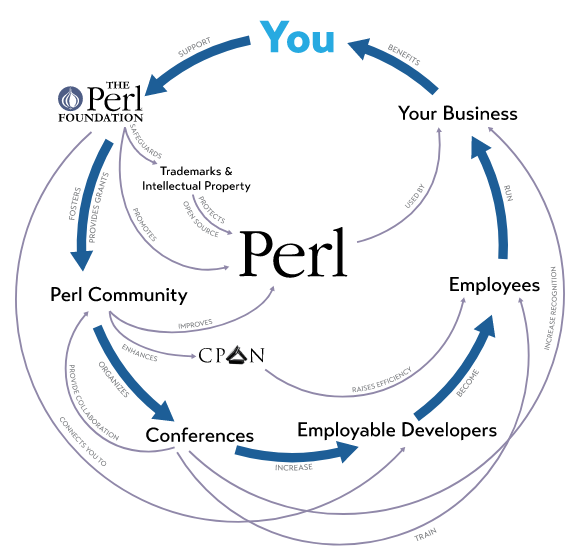 You
SUPPORT
BENEFITS
THE
Perl
FOUNDATION
Your Business
SAFEGUARDS
Trademarks &
Intellectual Property
FOSTERS
PROVIDES GRANTS
PROTECTS
OPEN SOURCE
PROMOTES
USED BY
RUN
Perl
Perl Community
Employees
INCREASE RECOGNITION
IMPROVES
ENHANCES
CPAN
ORGANIZES
RAISES EFFICIENCY
BECOME
PROVIDE COLLABORATION
CONNECTS YOU TO
Conferences
Employable Developers
INCREASE
TRAIN